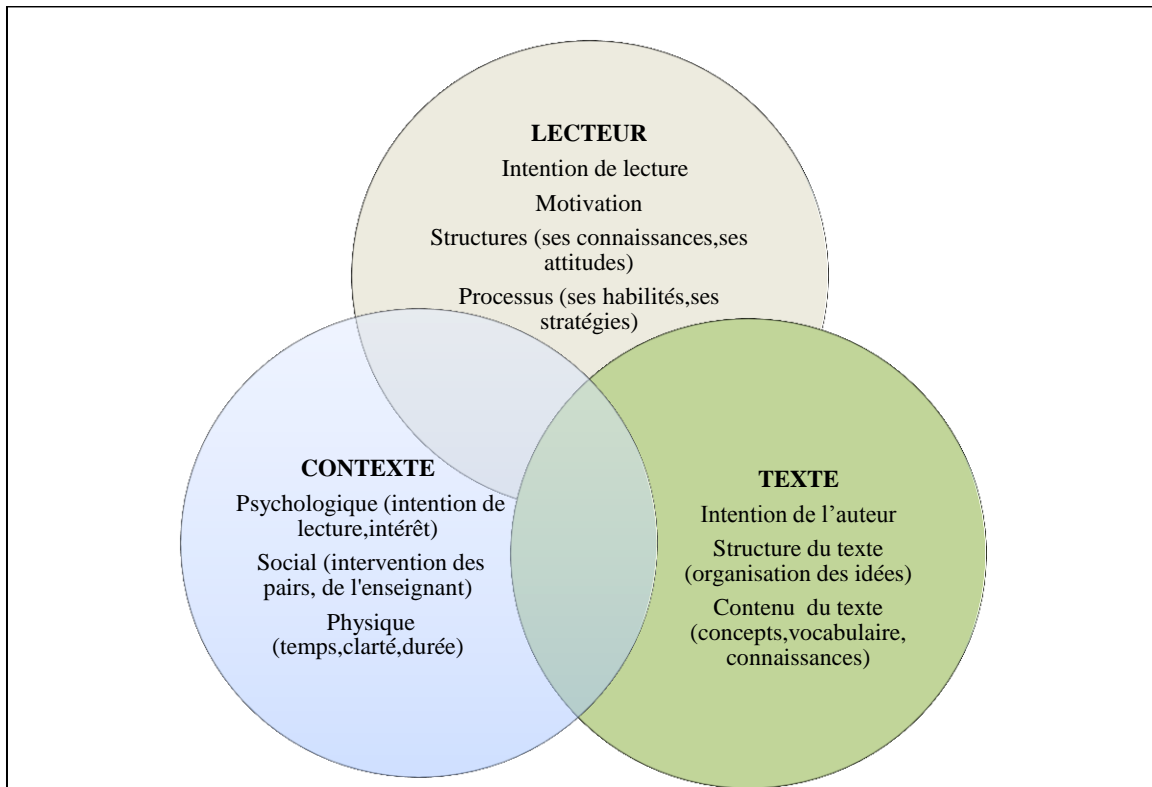 LECTEUR
Intention de lecture
Motivation
Structures (ses connaissances,ses
attitudes)
Processus (ses habilités,ses
stratégies)
CONTEXTE
Psychologique (intention de
lecture,intérêt)
Social (intervention des
pairs, de l'enseignant)
Physique
(temps,clarté,durée)
TEXTE
Intention de l’auteur
Structure du texte
(organisation des idées)
Contenu  du texte
(concepts,vocabulaire,
connaissances)